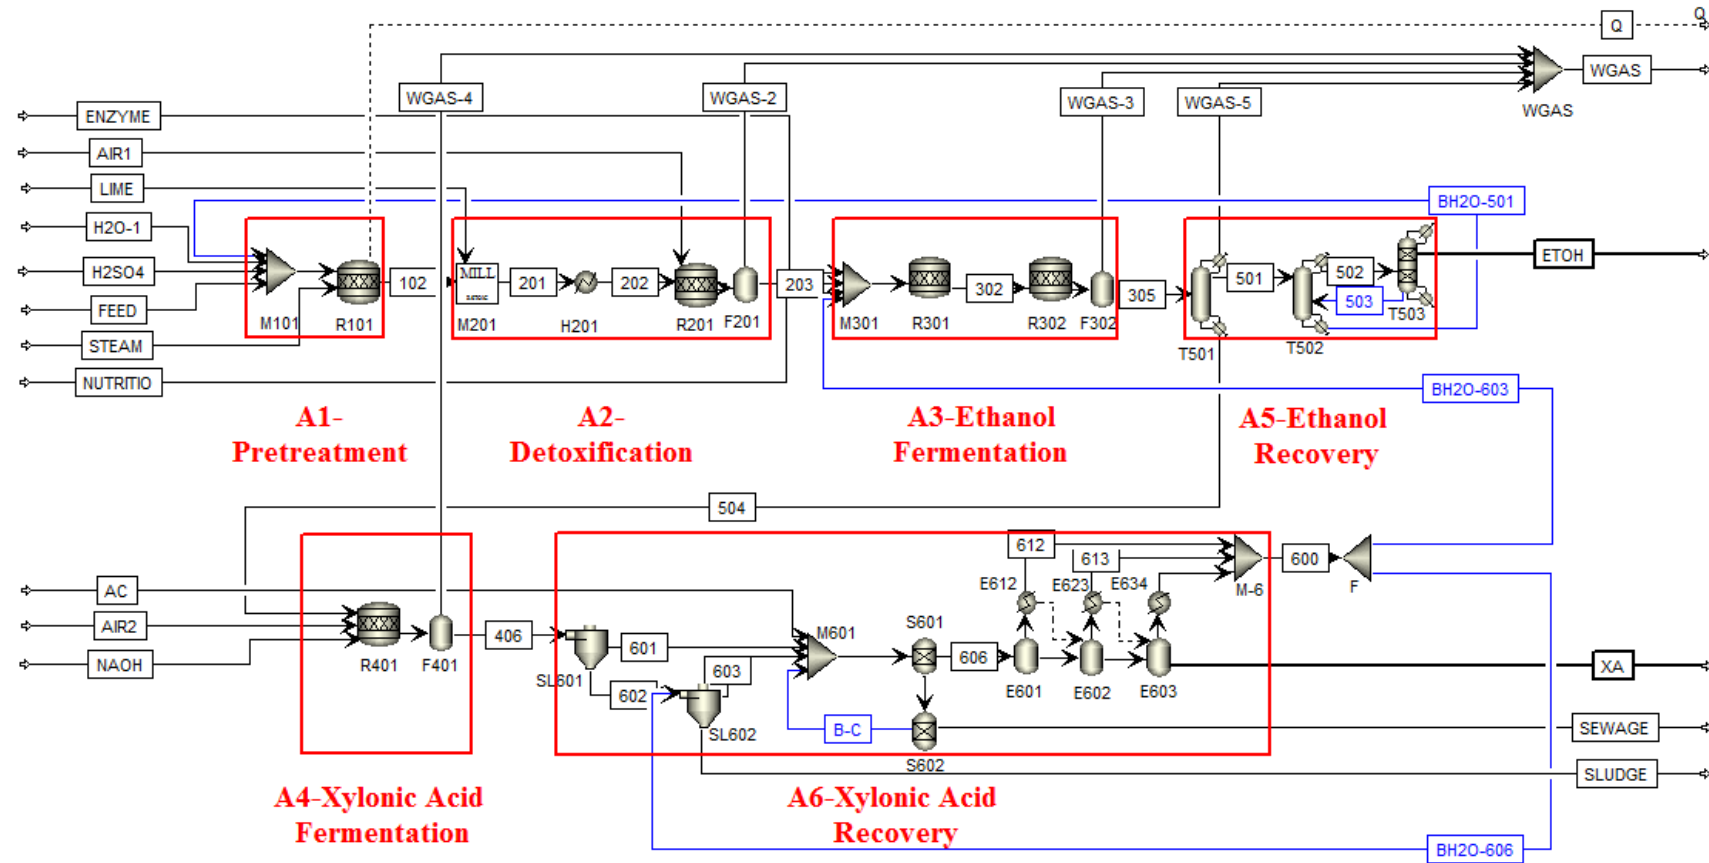 Q
Q
WGAS-4
WGAS-2
WGAS-3
WGAS-5
WGAS
WGAS
ENZYME
AIR1
LIME
H2O-1
H2SO4
FEED
STEAM
NUTRITIO
BH2O-501
ETOH
M101
R101
102
MILL
M201
201
H201
202
R201
F201
203
M301
R301
302
R302
F302
305
T501
501
T502
502
503
T503
BH2O-603
A1-
Pretreatment
A2-
Detoxification
A3-Ethanol
Fermentation
A5-Ethanol
Recovery
504
AC
AIR2
NAOH
R401
F401
406
SL601
601
602
603
SL602
M601
B-C
S601
S602
606
E601
E602
E603
E612
E623
E634
612
613
M-6
600
F
XA
SEWAGE
SLUDGE
BH2O-606
A4-Xylonic Acid
Fermentation
A6-Xylonic Acid
Recovery